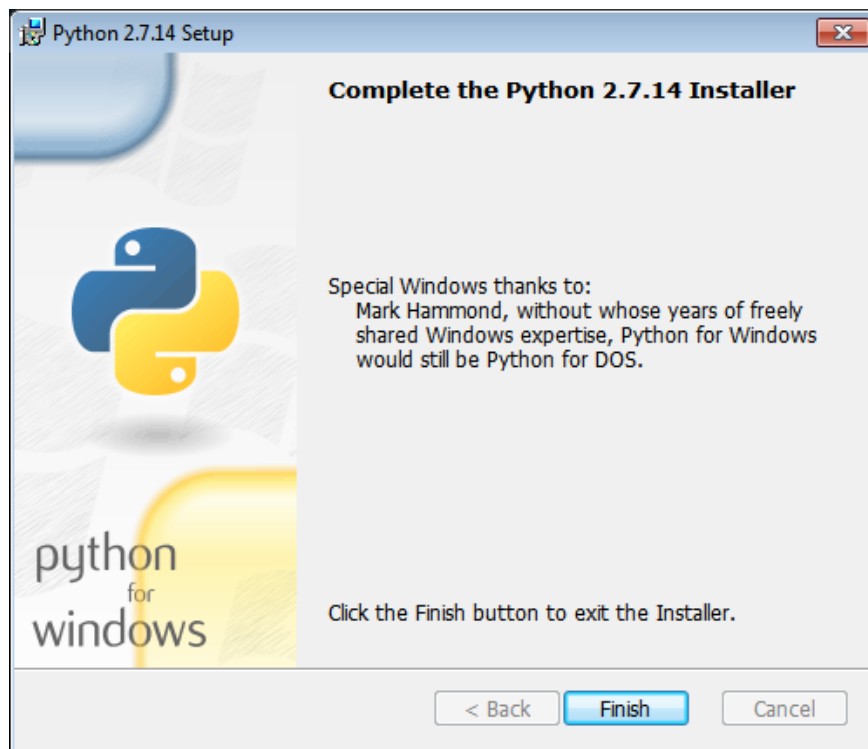 Python 2.7.14 Setup
Complete the Python 2.7.14 Installer
Special Windows thanks to:
Mark Hammond, without whose years of freely
shared Windows expertise, Python for Windows
would still be Python for DOS.
python
for
windows
Click the Finish button to exit the Installer.
< Back
Finish
Cancel